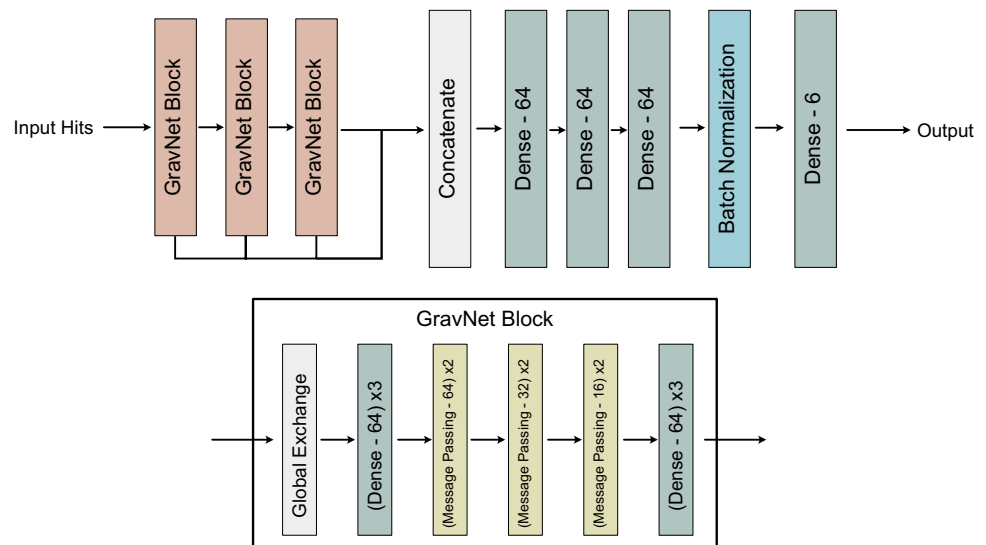 Input Hits
GravNet Block
GravNet Block
GravNet Block
Concatenate
Dense - 64
Dense - 64
Dense - 64
Batch Normalization
Dense - 6
Output
GravNet Block
Global Exchange
(Dense - 64) x3
(Message Passing - 64) x2
(Message Passing - 32) x2
(Message Passing - 16) x2
(Dense - 64) x3